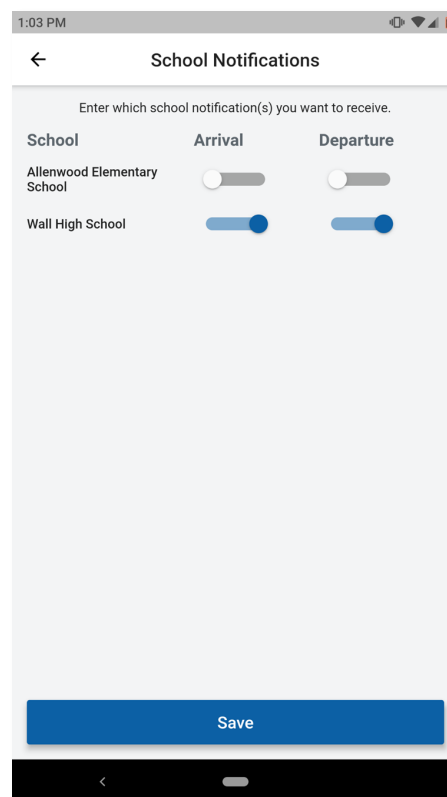 1:03 PM
School Notifications
Enter which school notification(s) you want to receive.
School Arrival Departure
Allenwood Elementary
School
Wall High School
Save